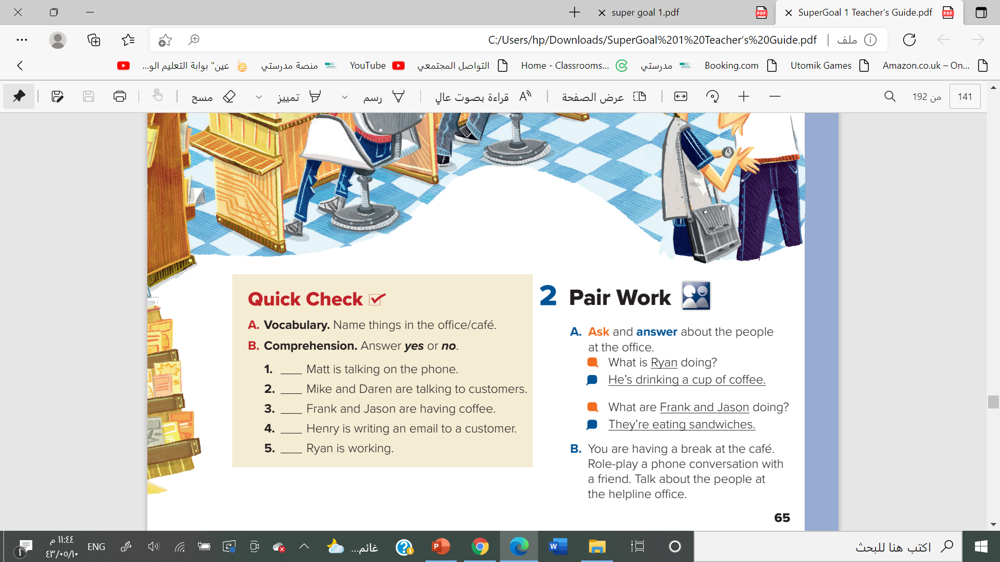 super goal 1.pdf
SuperGoal 1 Teacher's Guide.pdf
C:/Users/hp/Downloads/SuperGoal%201%20Teacher's%20Guide.pdf
ملف
عين" بوابة التعليم الو...
منصة مدرستي
YouTube
التواصل المجتمعي
Home - Classrooms...
مدرستي
Booking.com
Utomik Games
Amazon.co.uk – On...
مسح
تمييز
رسم
قراءة بصوت عالٍ
عرض الصفحة
من 192
141
Quick Check
A. Vocabulary. Name things in the office/café.
B. Comprehension. Answer yes or no.
1. ___ Matt is talking on the phone.
2. ___ Mike and Daren are talking to customers.
3. ___ Frank and Jason are having coffee.
4. ___ Henry is writing an email to a customer.
5. ___ Ryan is working.
2 Pair Work
A. Ask and answer about the people
at the office.
What is Ryan doing?
He's drinking a cup of coffee.
What are Frank and Jason doing?
They're eating sandwiches.
B. You are having a break at the café.
Role-play a phone conversation with
a friend. Talk about the people at
the helpline office.
65
١١:٤٤ م
٤٣/٠٥/١٠
ENG
غائم...
اكتب هنا للبحث